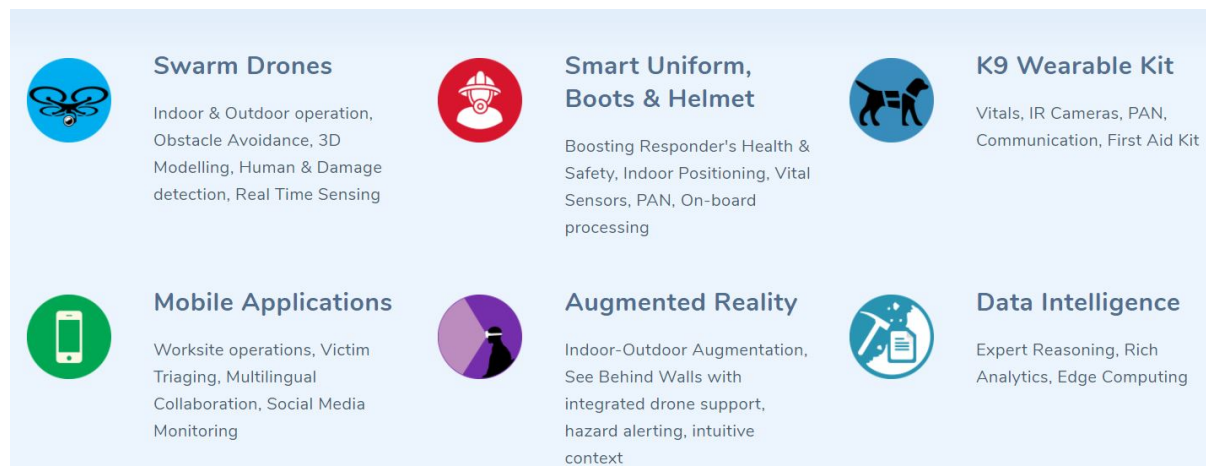 Swarm Drones
Indoor & Outdoor operation,
Obstacle Avoidance, 3D
Modelling, Human & Damage
detection, Real Time Sensing
Smart Uniform,
Boots & Helmet
Boosting Responder's Health &
Safety, Indoor Positioning, Vital
Sensors, PAN, On-board
processing
K9 Wearable Kit
Vitals, IR Cameras, PAN,
Communication, First Aid Kit
Mobile Applications
Worksite operations, Victim
Triaging, Multilingual
Collaboration, Social Media
Monitoring
Augmented Reality
Indoor-Outdoor Augmentation,
See Behind Walls with
integrated drone support,
hazard alerting, intuitive
context
Data Intelligence
Expert Reasoning, Rich
Analytics, Edge Computing